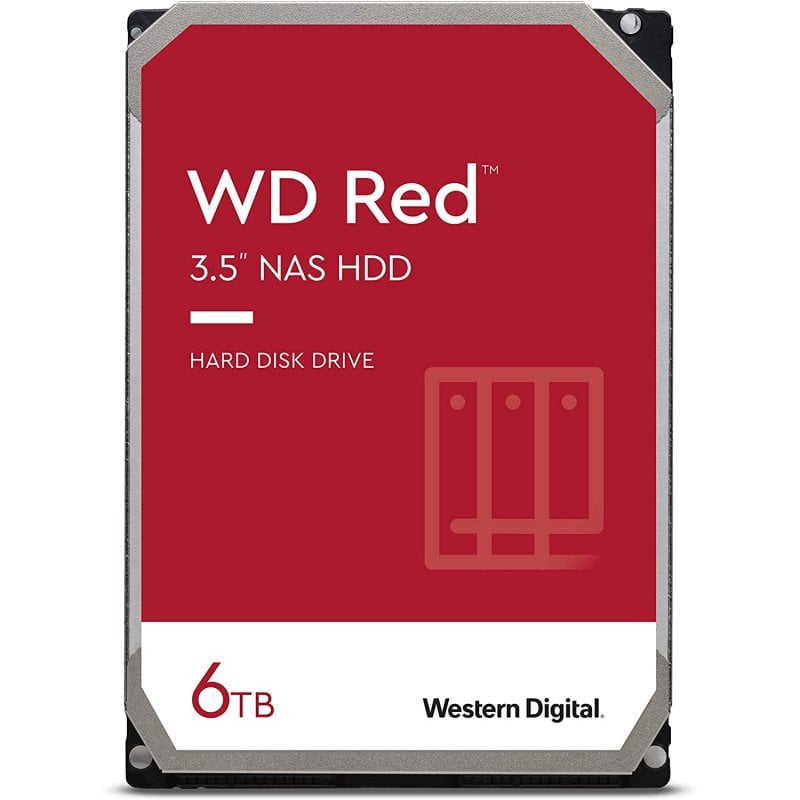 WD Red™
3.5" NAS HDD
HARD DISK DRIVE
6TB
Western Digital.